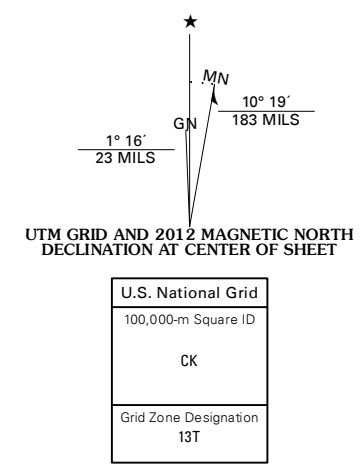 ★
MN
GN
10° 19´
183 MILS
1° 16´
23 MILS
UTM GRID AND 2012 MAGNETIC NORTH
DECLINATION AT CENTER OF SHEET
U.S. National Grid
100,000-m Square ID
CK
Grid Zone Designation
13T